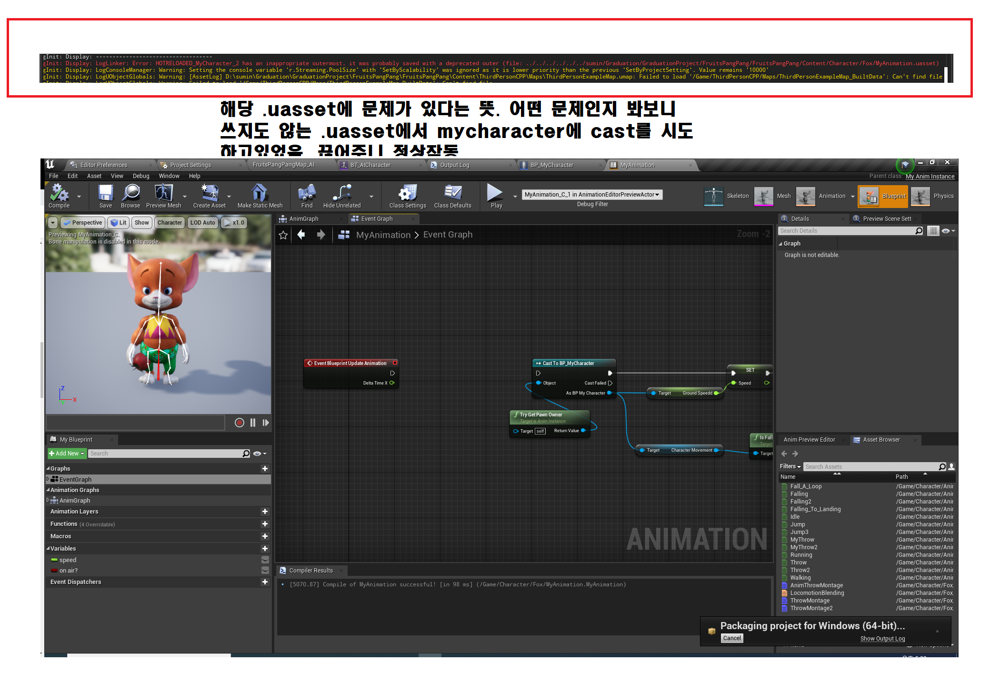 gInit: Display: -----------------------------------
gInit: Display: LogLinker: Error: HOTRELOADED_MyCharacter_2 has an inappropriate outermost, it was probably saved with a deprecated outer (file: ../../../../../../sumin/Graduation/GraduationProject/FruitsPangPang/FruitsPangPang/Content/Character/Fox/MyAnimation.uasset)
gInit: Display: LogConsoleManager: Warning: Setting the console variable 'r.Streaming.PoolSize' with 'SetByScalability' was ignored as it is lower priority than the previous 'SetByProjectSetting'. Value remains '10000'
gInit: Display: LogUObjectGlobals: Warning: [AssetLog] D:\sumin\Graduation\GraduationProject\FruitsPangPang\FruitsPangPang\Content\ThirdPersonCPP\Maps\ThirdPersonExampleMap.umap: Failed to load '/Game/ThirdPersonCPP/Maps/ThirdPersonExampleMap_BuiltData': Can't find file
gInit: Display: LogUObjectGlobals: Warning: Failed to load '/Game/ThirdPersonCPP/Maps/ThirdPersonExampleMap_BuiltData': Can't find file
해당 .uasset에 문제가 있다는 뜻. 어떤 문제인지 봐보니
쓰지도 않는 .uasset에서 mycharacter에 cast를 시도
하고있었음. 끊어주니 정상작동
Editor Preferences
Project Settings
FruitsPangPangMap_AI
BT_AICharacter
Output Log
BP_MyCharacter
MyAnimation
File Edit Asset View Debug Window Help
Parent class: My Anim Instance
Compile
Save
Browse
Preview Mesh
Create Asset
Make Static Mesh
Find
Hide Unrelated
Class Settings
Class Defaults
Play
MyAnimation_C_1 in AnimationEditorPreviewActor
Debug Filter
Skeleton
Mesh
Animation
Blueprint
Physics
Perspective
Lit
Show
Character
LOD Auto
x1.0
Previewing MyAnimation_C.
Bone manipulation is disabled in this mode.
Z
X
Y
AnimGraph
Event Graph
MyAnimation > Event Graph
Zoom -2
Event Blueprint Update Animation
Delta Time X
Cast To BP_MyCharacter
Object
Cast Failed
As BP My Character
Try Get Pawn Owner
Target is Anim Instance
Target self
Return Value
Target Ground Speedd
SET
Speed
Target Character Movement
Is Fall
Target
Target
ANIMATION
Details
Preview Scene Sett
Search Details
Graph
Graph is not editable.
My Blueprint
Add New
Search
Graphs
EventGraph
Animation Graphs
AnimGraph
Animation Layers
Functions (4 Overridable)
Macros
Variables
speed
on air?
Event Dispatchers
Compiler Results
[5070.87] Compile of MyAnimation successful! [in 98 ms] (/Game/Character/Fox/MyAnimation.MyAnimation)
Anim Preview Editor
Asset Browser
Filters
Search Assets
Name Path
Fall_A_Loop /Game/Character/Anir
Falling /Game/Character/Anir
Falling2 /Game/Character/Anir
Falling_To_Landing /Game/Character/Anir
Idle /Game/Character/Anir
Jump /Game/Character/Anir
Jump3 /Game/Character/Anir
MyThrow /Game/Character/Anir
MyThrow2 /Game/Character/Anir
Running /Game/Character/Anir
Throw /Game/Character/Anir
Throw2 /Game/Character/Anir
Walking /Game/Character/Anir
AnimThrowMontage /Game/Character/Fox,
LocomotionBlending /Game/Character/Fox,
ThrowMontage /Game/Character/Fox,
ThrowMontage2 /Game/Character/Fox,
Packaging project for Windows (64-bit)...
Cancel
Show Output Log